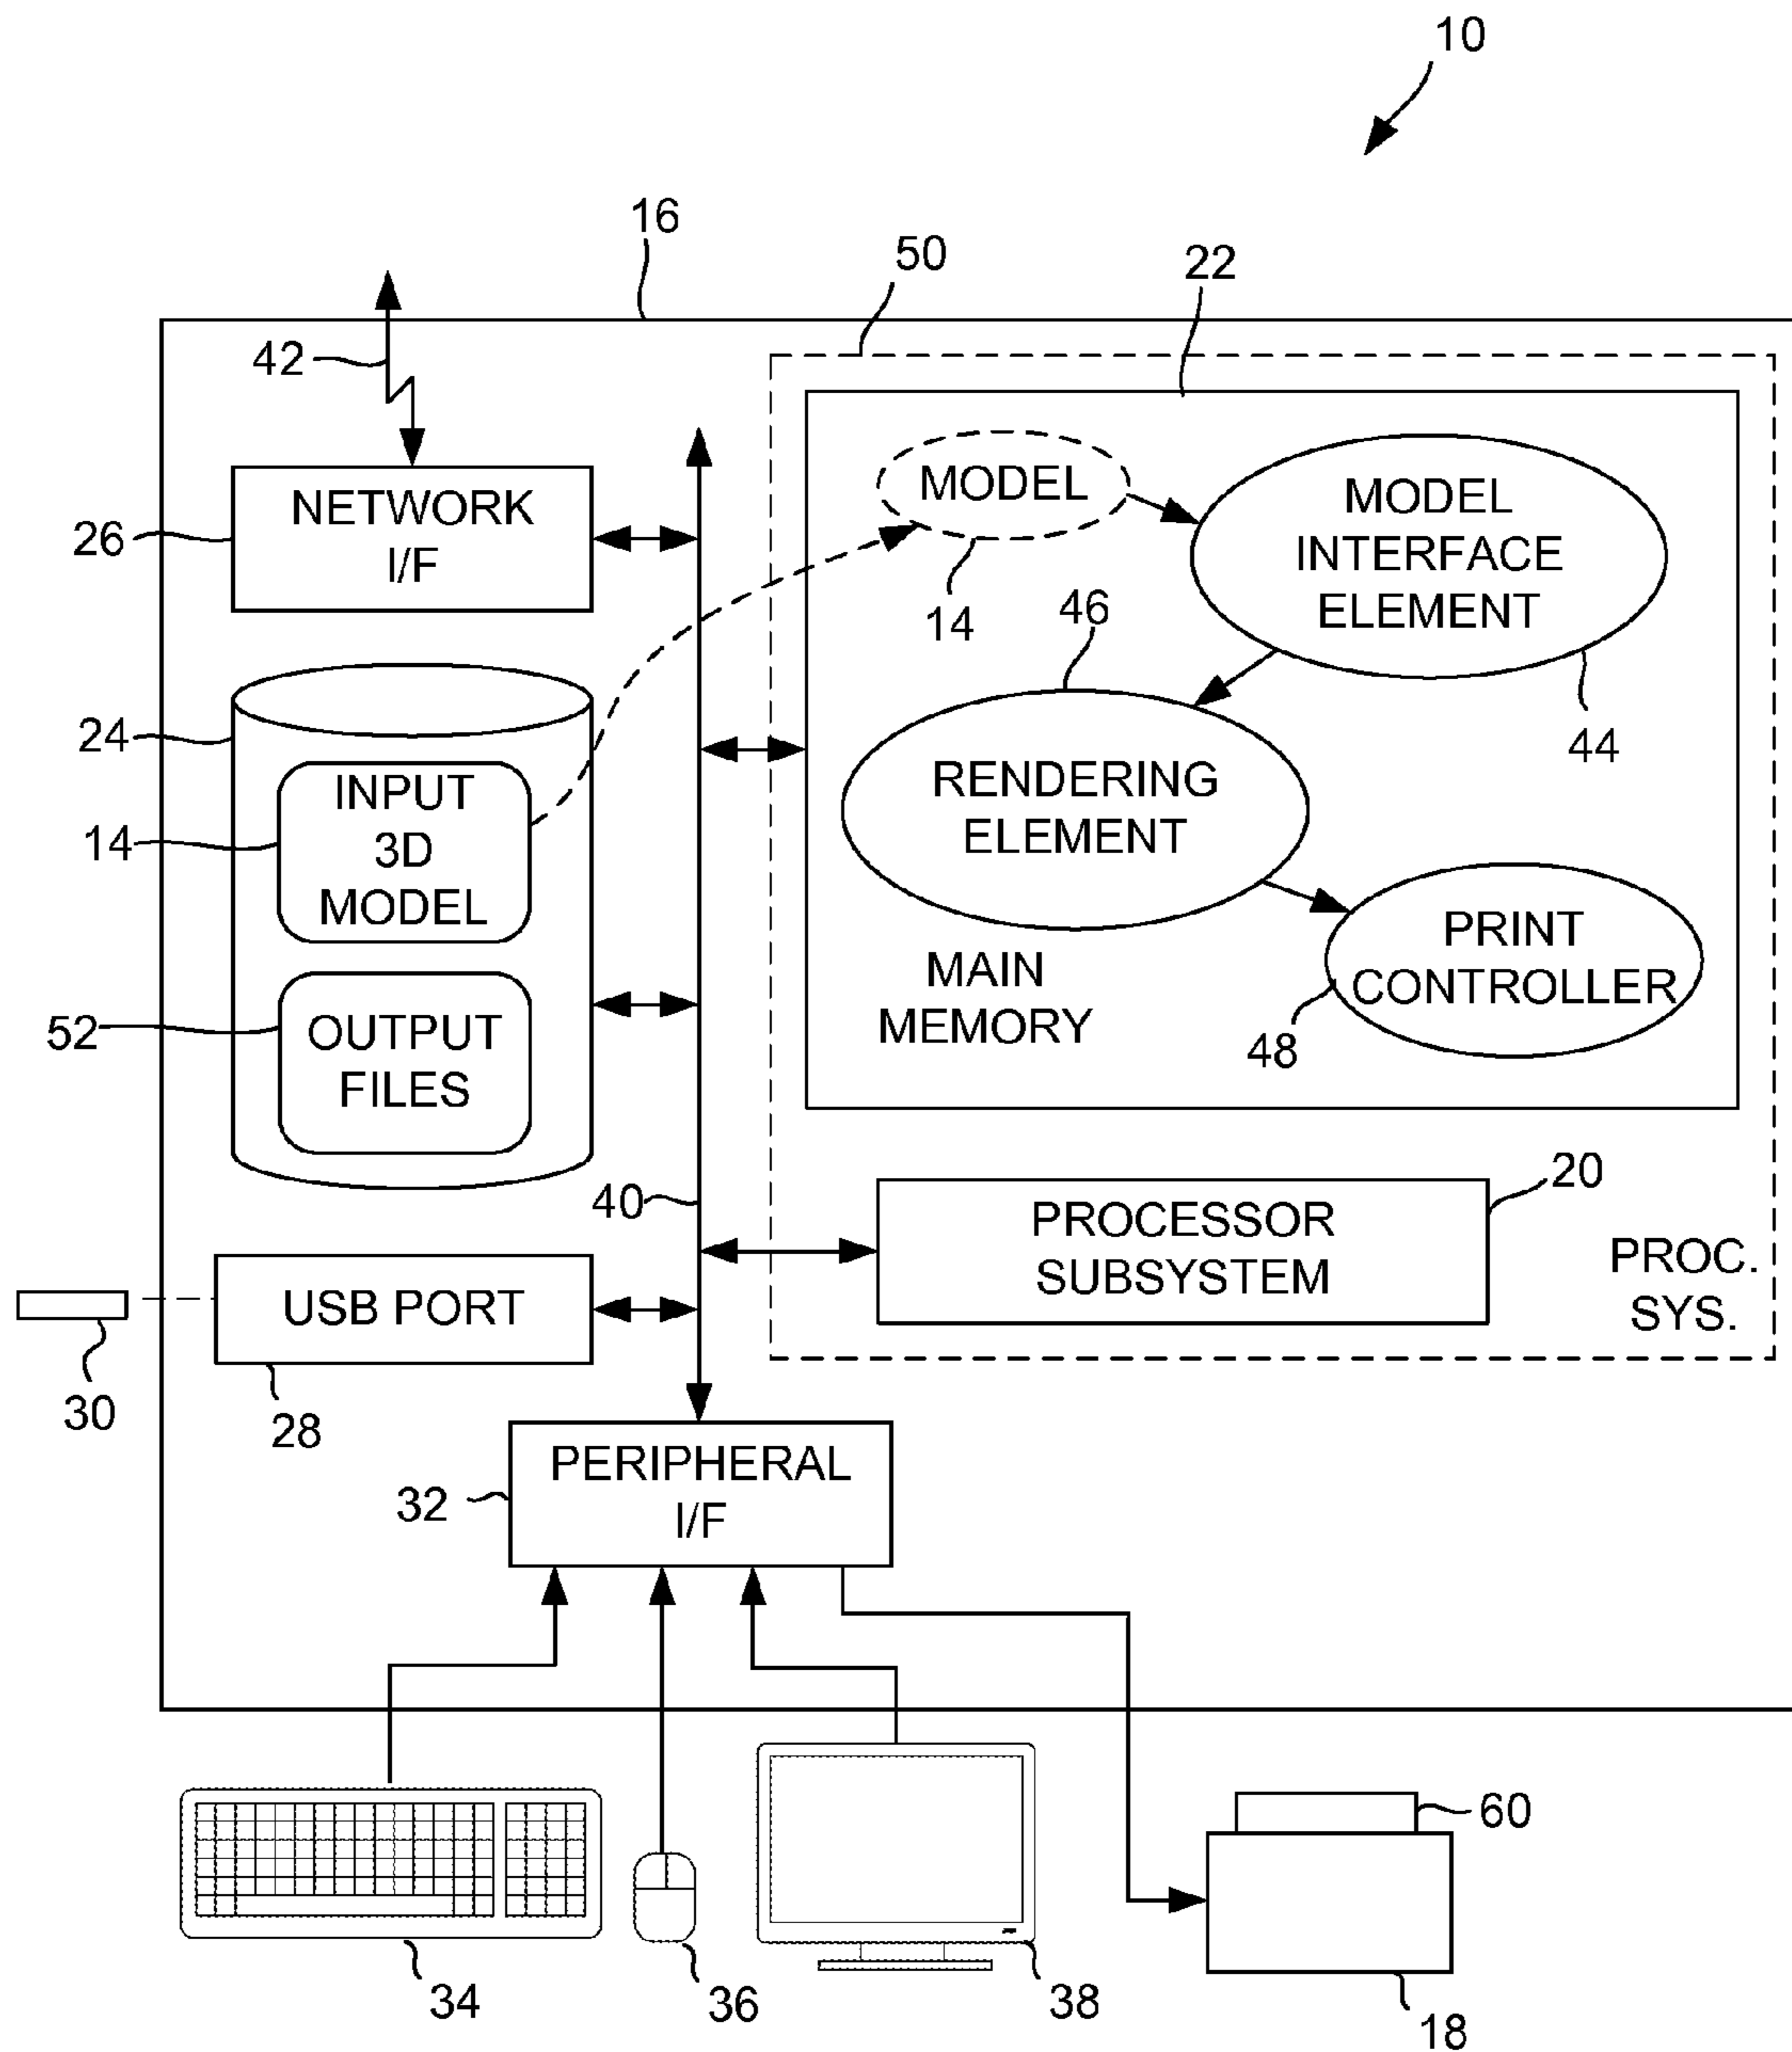 10
16
50
22
42
NETWORK
I/F
26
MODEL
14
MODEL
INTERFACE
ELEMENT
44
46
24
INPUT
3D
MODEL
14
RENDERING
ELEMENT
PRINT
CONTROLLER
48
MAIN
MEMORY
52
OUTPUT
FILES
40
PROCESSOR
SUBSYSTEM
20
PROC.
SYS.
USB PORT
30
28
PERIPHERAL
I/F
32
60
34
36
38
18